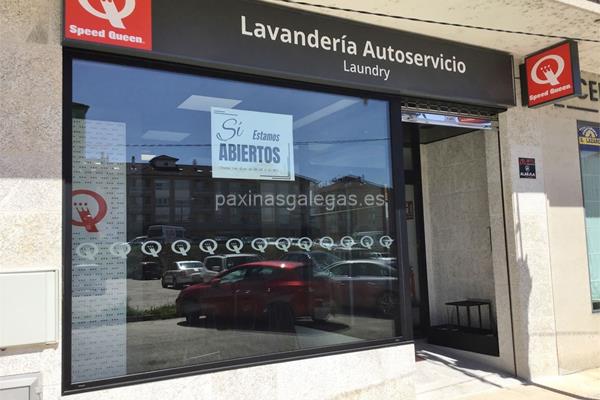 Speed Queen
Lavandería Autoservicio
Laundry
Speed Queen
Sí Estamos
ABIERTOS
paxinasgalegas.es